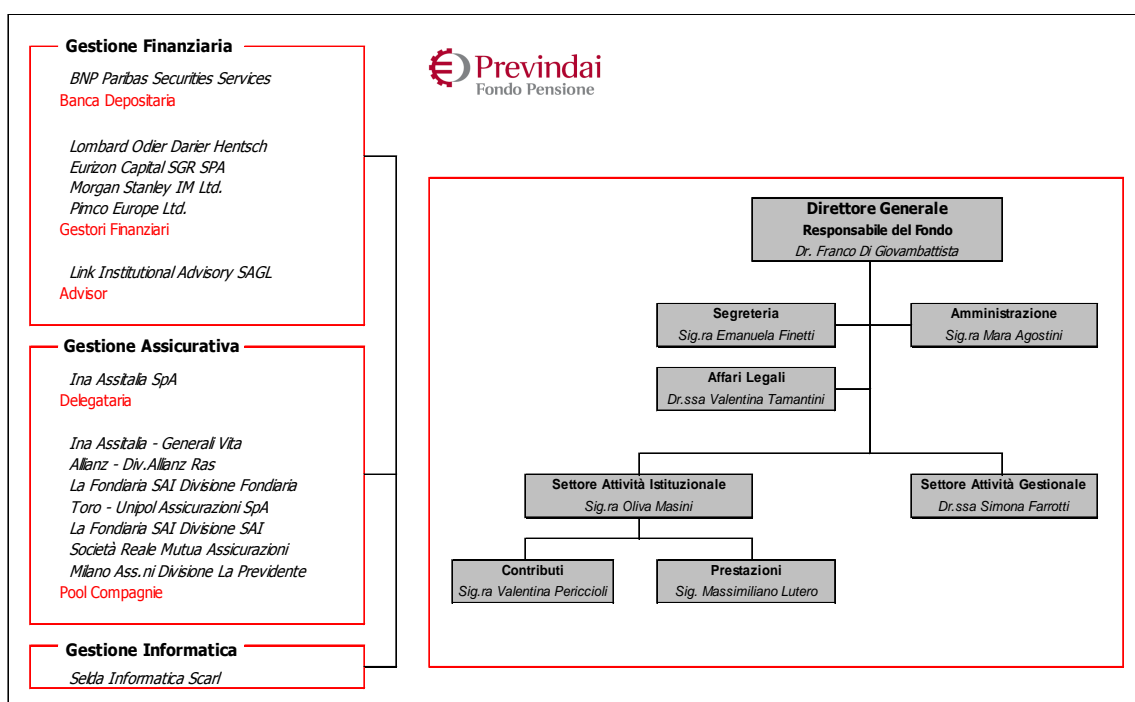 Gestione Finanziaria
BNP Paribas Securities Services
Banca Depositaria
Lombard Odier Darier Hentsch
Eurizon Capital SGR SPA
Morgan Stanley IM Ltd.
Pimco Europe Ltd.
Gestori Finanziari
Link Institutional Advisory SAGL
Advisor
Gestione Assicurativa
Ina Assitalia SpA
Delegataria
Ina Assitalia - Generali Vita
Allianz - Div.Allianz Ras
La Fondiaria SAI Divisione Fondiaria
Toro - Unipol Assicurazioni SpA
La Fondiaria SAI Divisione SAI
Società Reale Mutua Assicurazioni
Milano Ass.ni Divisione La Previdente
Pool Compagnie
Gestione Informatica
Selda Informatica Scarl
Previndai
Fondo Pensione
Direttore Generale
Responsabile del Fondo
Dr. Franco Di Giovambattista
Segreteria
Sig.ra Emanuela Finetti
Amministrazione
Sig.ra Mara Agostini
Affari Legali
Dr.ssa Valentina Tamantini
Settore Attività Istituzionale
Sig.ra Oliva Masini
Settore Attività Gestionale
Dr.ssa Simona Farrotti
Contributi
Sig.ra Valentina Periccioli
Prestazioni
Sig. Massimiliano Lutero